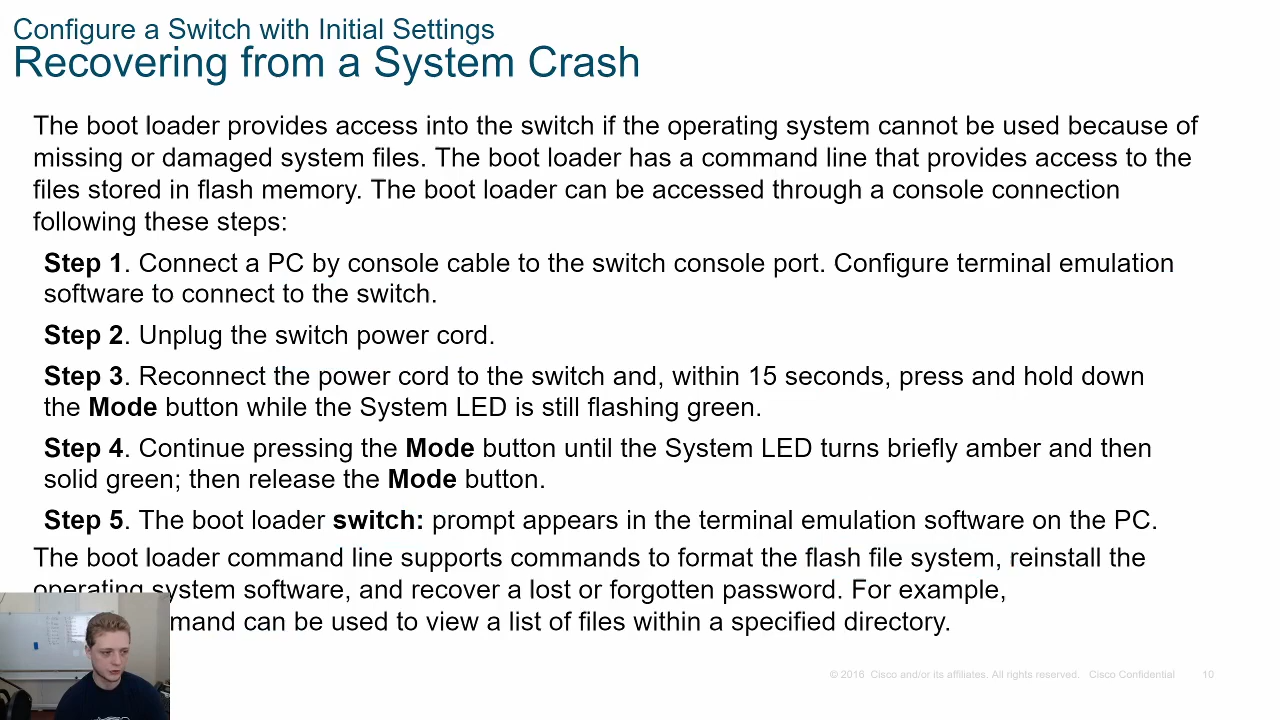 Configure a Switch with Initial Settings
Recovering from a System Crash
The boot loader provides access into the switch if the operating system cannot be used because of
missing or damaged system files. The boot loader has a command line that provides access to the
files stored in flash memory. The boot loader can be accessed through a console connection
following these steps:
Step 1. Connect a PC by console cable to the switch console port. Configure terminal emulation
software to connect to the switch.
Step 2. Unplug the switch power cord.
Step 3. Reconnect the power cord to the switch and, within 15 seconds, press and hold down
the Mode button while the System LED is still flashing green.
Step 4. Continue pressing the Mode button until the System LED turns briefly amber and then
solid green; then release the Mode button.
Step 5. The boot loader switch: prompt appears in the terminal emulation software on the PC.
The boot loader command line supports commands to format the flash file system, reinstall the
operating system software, and recover a lost or forgotten password. For example,
mand can be used to view a list of files within a specified directory.
© 2016 Cisco and/or its affiliates. All rights reserved. Cisco Confidential 10